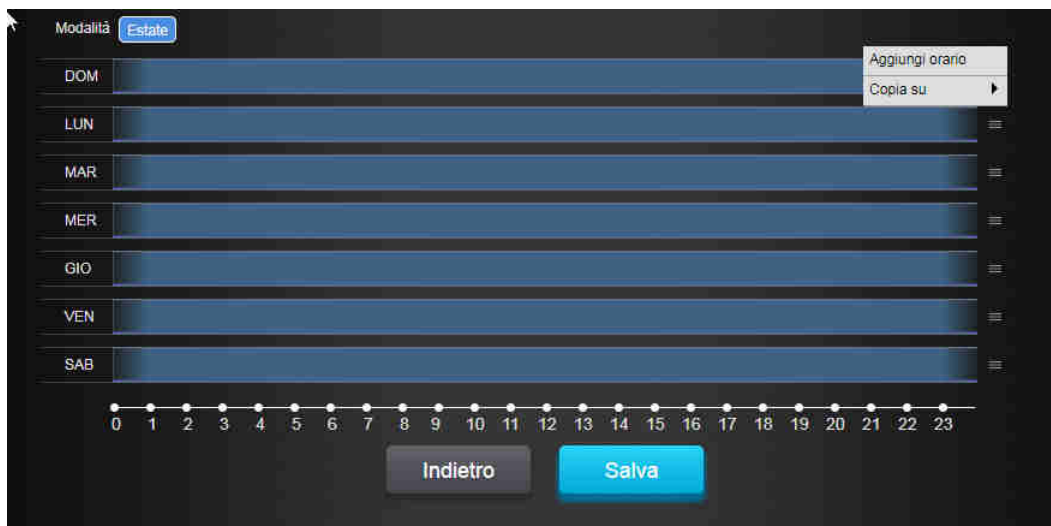 Modalità Estate
Aggiungi orario
DOM
Copia su
LUN
MAR
MER
GIO
VEN
SAB
0 1 2 3 4 5 6 7 8 9 10 11 12 13 14 15 16 17 18 19 20 21 22 23
Indietro Salva